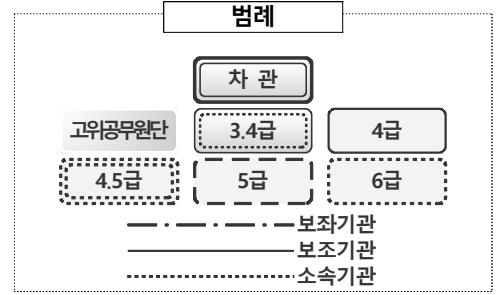 범례
차 관
고위공무원단 3.4급 4급
4.5급 5급 6급
보좌기관
보조기관
소속기관